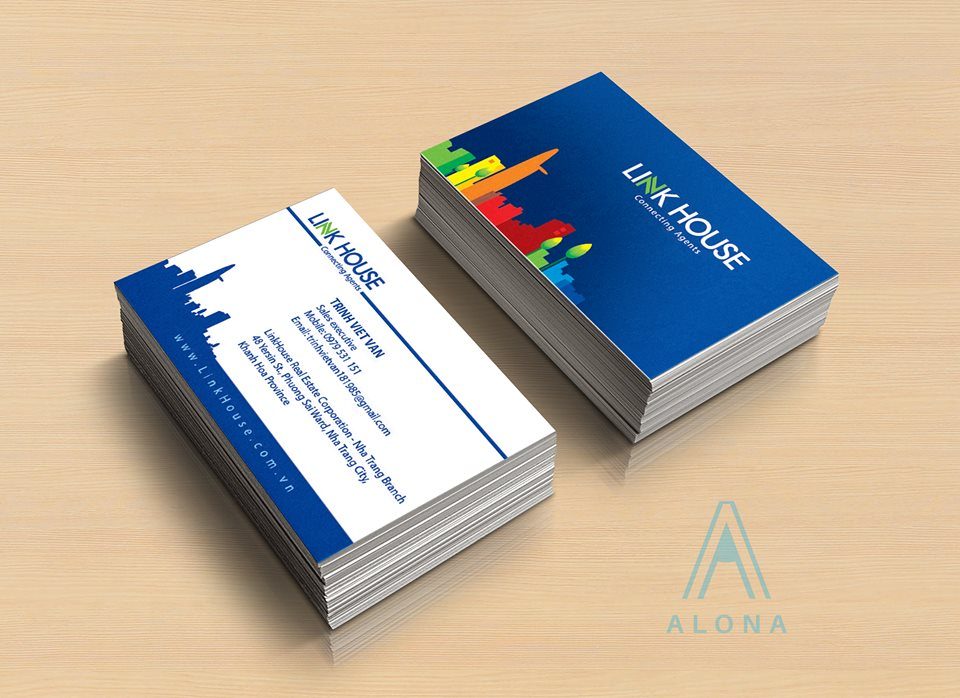 LINK HOUSE
Connecting Agents
TRINH VIET VAN
Sales executive
Mobile: 0979 531 151
Email: trinhvietvan181985@gmail.com
LinkHouse Real Estate Corporation - Nha Trang Branch
48 Yersin St., Phuong Sai Ward, Nha Trang City,
Khanh Hoa Province
www.LinkHouse.com.vn
LINK HOUSE
Connecting Agents
ALONA